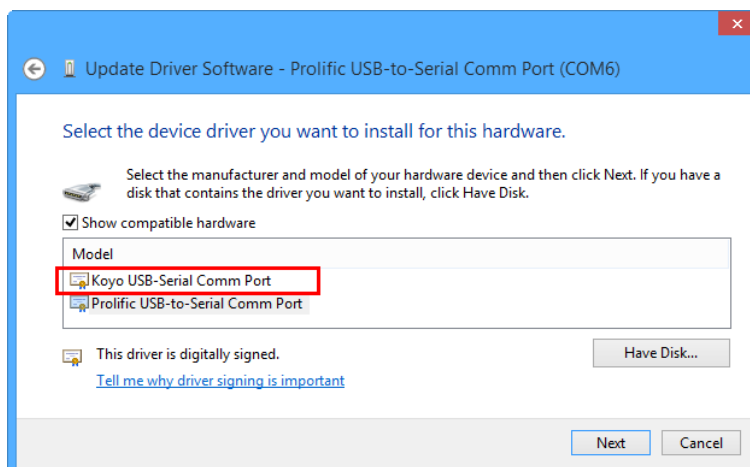 Update Driver Software - Prolific USB-to-Serial Comm Port (COM6)
Select the device driver you want to install for this hardware.
Select the manufacturer and model of your hardware device and then click Next. If you have a
disk that contains the driver you want to install, click Have Disk.
Show compatible hardware
Model
Koyo USB-Serial Comm Port
Prolific USB-to-Serial Comm Port
This driver is digitally signed.
Have Disk...
Tell me why driver signing is important
Next
Cancel